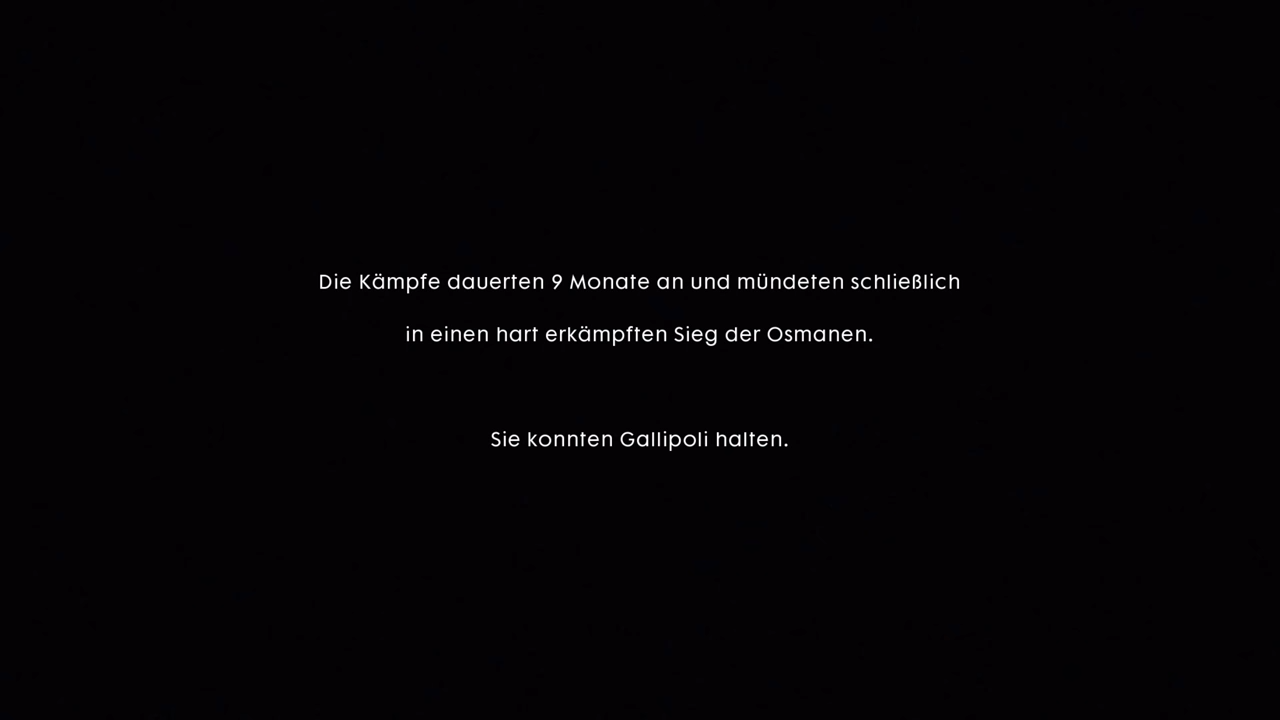 Die Kämpfe dauerten 9 Monate an und mündeten schließlich
in einen hart erkämpften Sieg der Osmanen.
Sie konnten Gallipoli halten.